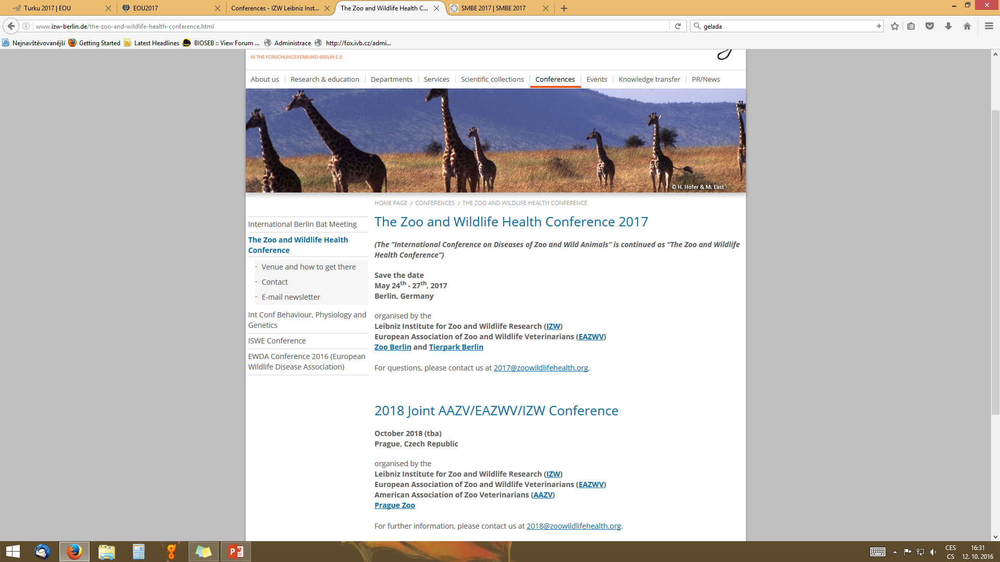 Turku 2017 | EOU
EOU2017
Conferences - IZW Leibniz Inst...
The Zoo and Wildlife Health C...
SMBE 2017 | SMBE 2017
www.izw-berlin.de/the-zoo-and-wildlife-health-conference.html
gelada
Nejnavštěvovanější
Getting Started
Latest Headlines
BIOSEB :: View Forum ...
Administrace
http://fox.ivb.cz/admi...
IN THE FORSCHUNGSVERBUND BERLIN E.V.
About us
Research & education
Departments
Services
Scientific collections
Conferences
Events
Knowledge transfer
PR/News
© H. Hofer & M. East
HOME PAGE / CONFERENCES / THE ZOO AND WILDLIFE HEALTH CONFERENCE
International Berlin Bat Meeting
The Zoo and Wildlife Health
Conference
- Venue and how to get there
- Contact
- E-mail newsletter
Int Conf Behaviour, Physiology and
Genetics
ISWE Conference
EWDA Conference 2016 (European
Wildlife Disease Association)
The Zoo and Wildlife Health Conference 2017
(The “International Conference on Diseases of Zoo and Wild Animals“ is continued as “The Zoo and Wildlife
Health Conference“)
Save the date
May 24th - 27th, 2017
Berlin, Germany
organised by the
Leibniz Institute for Zoo and Wildlife Research (IZW)
European Association of Zoo and Wildlife Veterinarians (EAZWV)
Zoo Berlin and Tierpark Berlin
For questions, please contact us at 2017@zoowildlifehealth.org.
2018 Joint AAZV/EAZWV/IZW Conference
October 2018 (tba)
Prague, Czech Republic
organised by the
Leibniz Institute for Zoo and Wildlife Research (IZW)
European Association of Zoo and Wildlife Veterinarians (EAZWV)
American Association of Zoo Veterinarians (AAZV)
Prague Zoo
For further information, please contact us at 2018@zoowildlifehealth.org.
CES
CS
16:31
12. 10. 2016